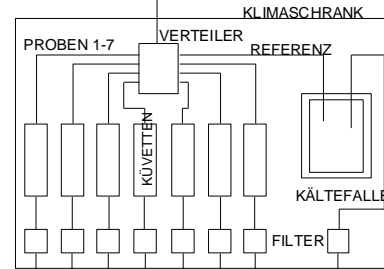 KLIMASCHRANK
VERTEILER
PROBEN 1-7
REFERENZ
KÜVETTEN
KÄLTEFALLE
FILTER